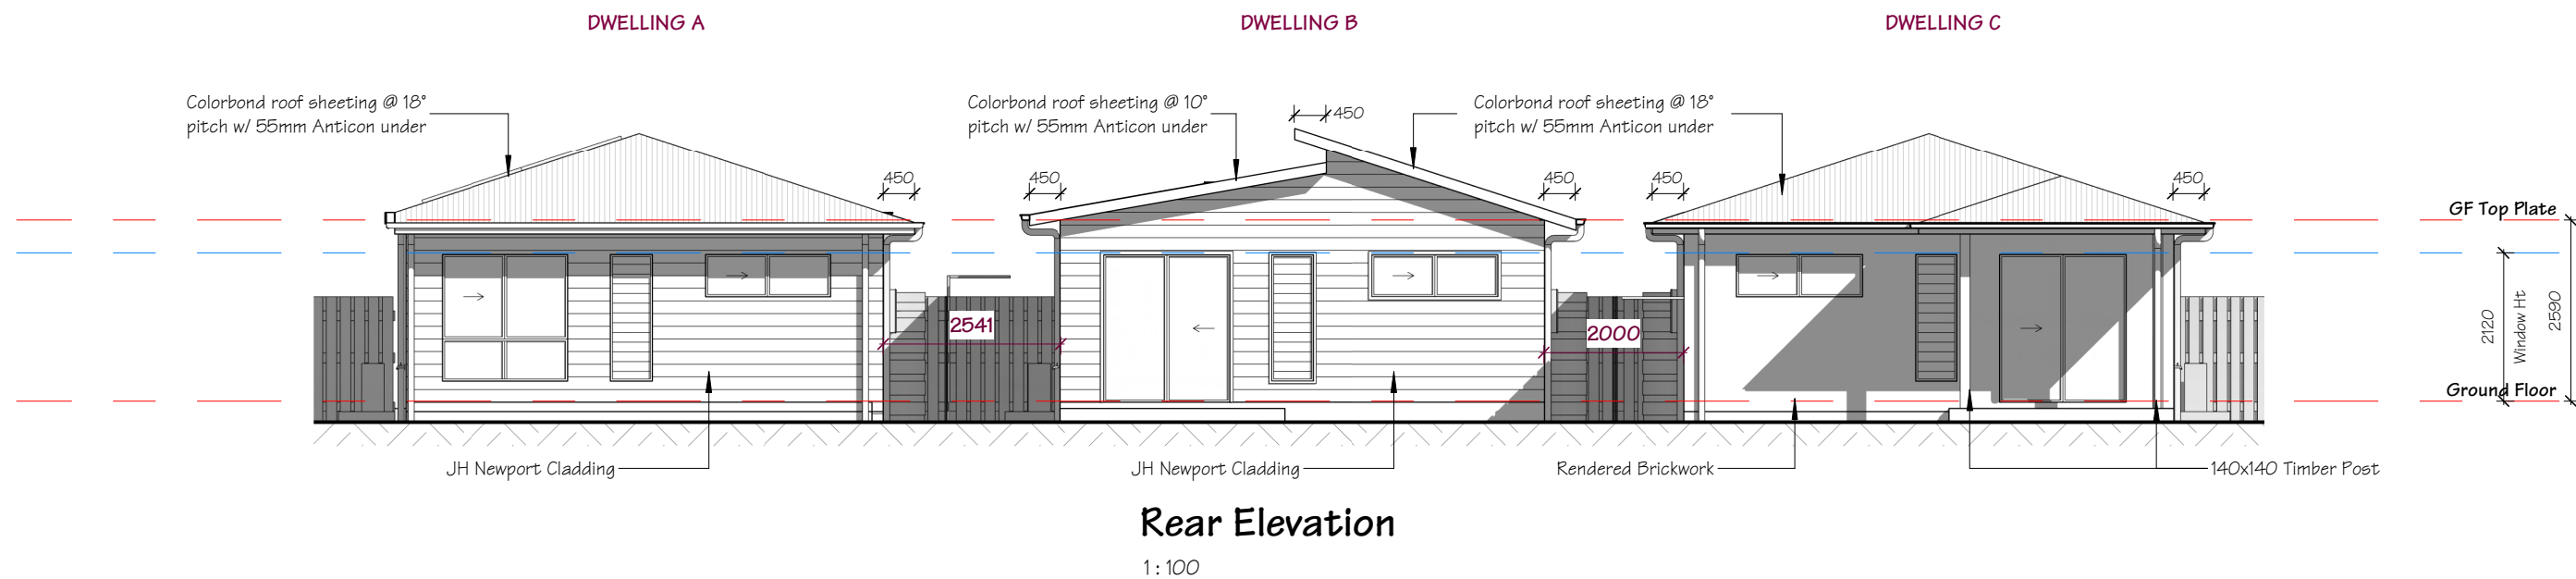 DWELLING A
DWELLING B
DWELLING C
Colorbond roof sheeting @ 18°
pitch w/ 55mm Anticon under
Colorbond roof sheeting @ 10°
pitch w/ 55mm Anticon under
450
Colorbond roof sheeting @ 18°
pitch w/ 55mm Anticon under
450
450
450
450
450
GF Top Plate
2541
2000
2120
Window Ht
2590
Ground Floor
JH Newport Cladding
JH Newport Cladding
Rendered Brickwork
140x140 Timber Post
Rear Elevation
1 : 100